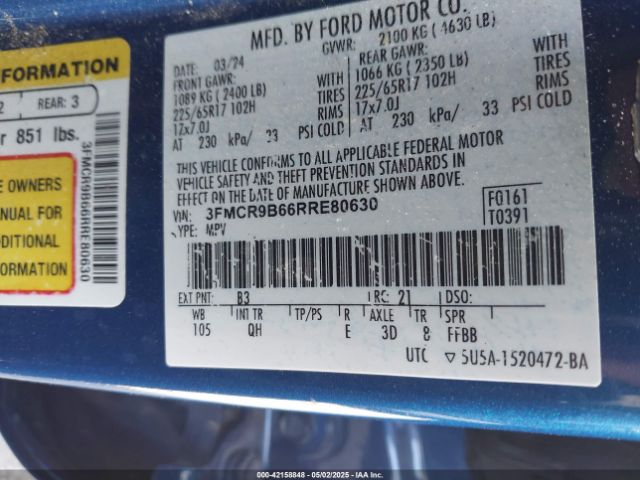 FORMATION
2 REAR: 3
r 851 lbs.
E OWNERS
ANUAL FOR
DDITIONAL
FORMATION
3FMCR9B66RRE80630
MFD. BY FORD MOTOR CO.
GVWR: 2100 KG ( 4630 LB)
DATE: 03/24
FRONT GAWR: WITH
1089 KG ( 2400 LB) TIRES
225/65R17 102H RIMS
17x7.0J PSI COLD
AT 230 kPa/ 33
REAR GAWR: WITH
1066 KG ( 2350 LB) TIRES
225/65R17 102H RIMS
17x7.0J PSI COLD
AT 230 kPa/ 33
THIS VEHICLE CONFORMS TO ALL APPLICABLE FEDERAL MOTOR
VEHICLE SAFETY AND THEFT PREVENTION STANDARDS IN
EFFECT ON THE DATE OF MANUFACTURE SHOWN ABOVE.
VIN: 3FMCR9B66RRE80630
TYPE: MPV
F0161
T0391
EXT PNT: B3 RC: 21 DSO:
WB INT TR TP/PS R AXLE TR SPR
105 QH E 3D 8 FFBB
UTC ▽ 5U5A-1520472-BA
000-42158848 - 05/02/2025 - IAA Inc.